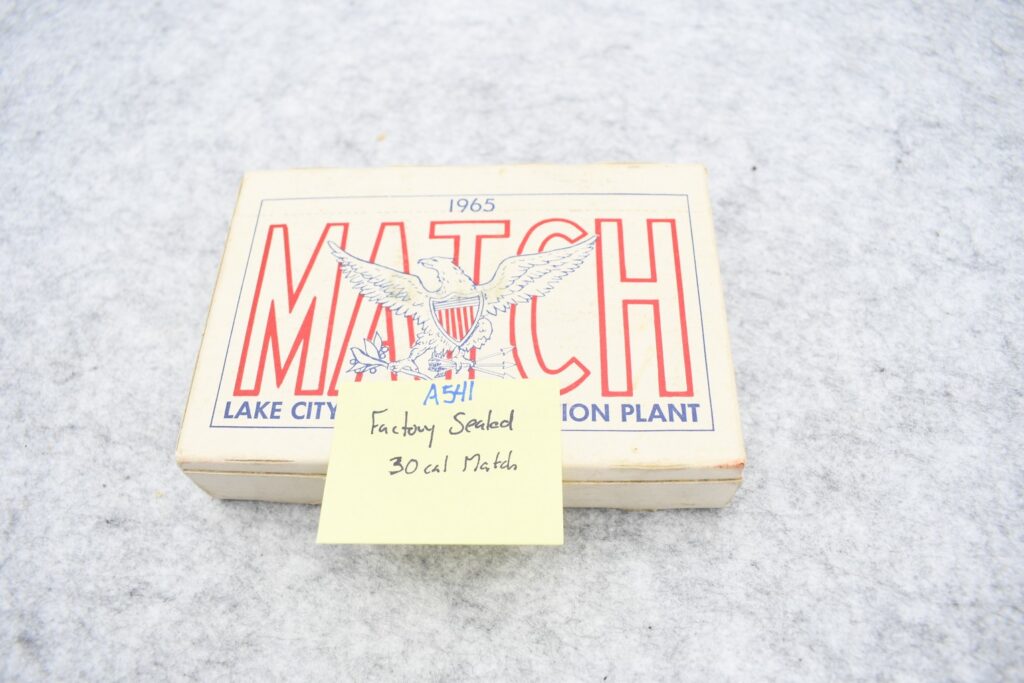 1965
MATCH
LAKE CITY ION PLANT
A541
Factory Sealed
30 cal Match